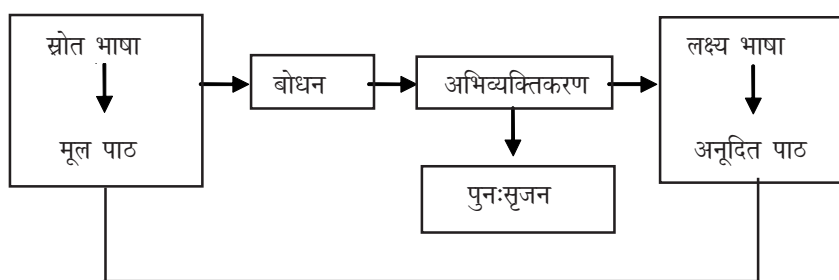 स्रोत भाषा
मूल पाठ
बोधन
अभिव्यक्तिकरण
पुनःसृजन
लक्ष्य भाषा
अनूदित पाठ